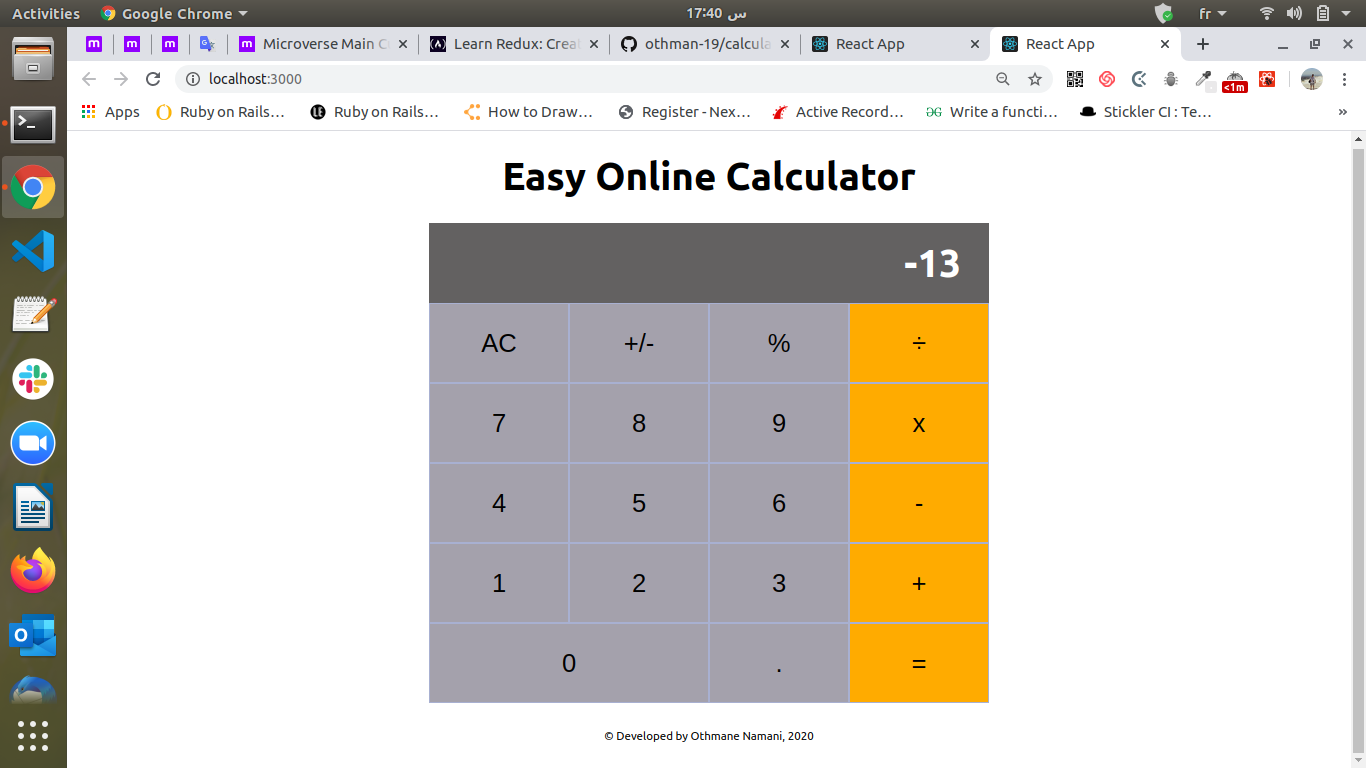 Activities Google Chrome 17:40 س fr
Microverse Main C Learn Redux: Crea othman-19/calcula React App React App
localhost:3000 <1m
Apps Ruby on Rails… Ruby on Rails… How to Draw… Register - Nex… Active Record… Write a functi… Stickler CI : Te… »
Easy Online Calculator
-13
AC +/- % ÷
7 8 9 x
4 5 6 -
1 2 3 +
0 . =
© Developed by Othmane Namani, 2020